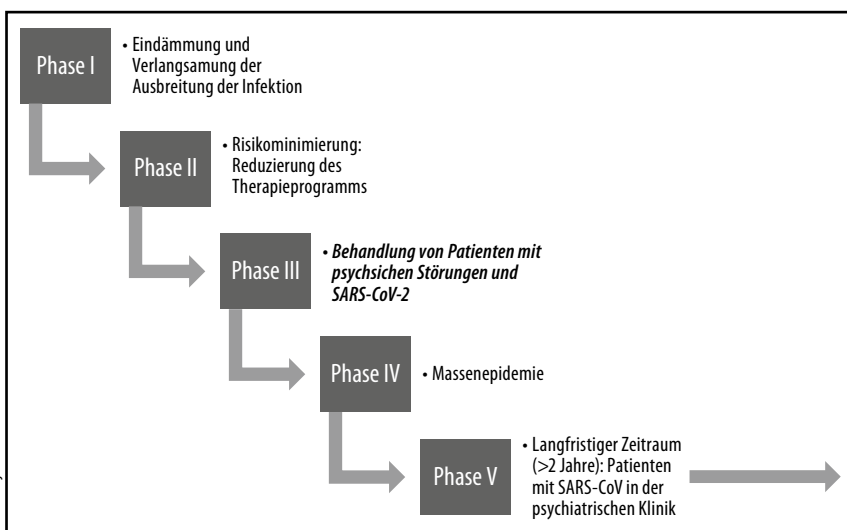 Phase I
• Eindämmung und
Verlangsamung der
Ausbreitung der Infektion
Phase II
• Risikominimierung:
Reduzierung des
Therapieprogramms
Phase III
• Behandlung von Patienten mit
psychsichen Störungen und
SARS-CoV-2
Phase IV
• Massenepidemie
Phase V
• Langfristiger Zeitraum
(>2 Jahre): Patienten
mit SARS-CoV in der
psychiatrischen Klinik